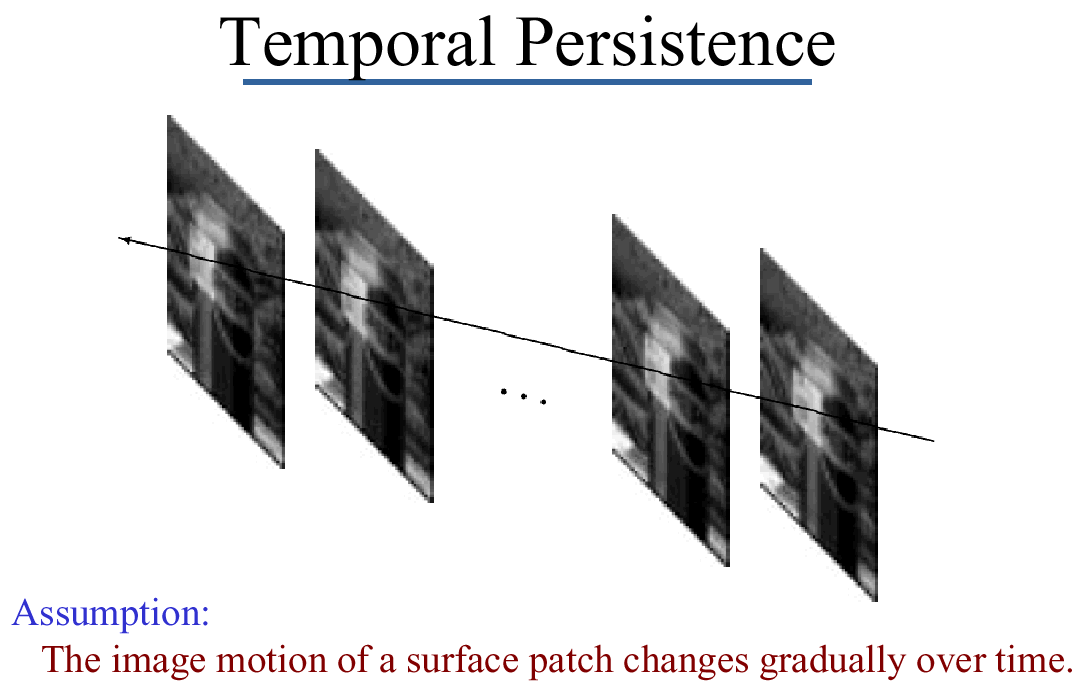 Temporal Persistence
. . .
Assumption:
The image motion of a surface patch changes gradually over time.